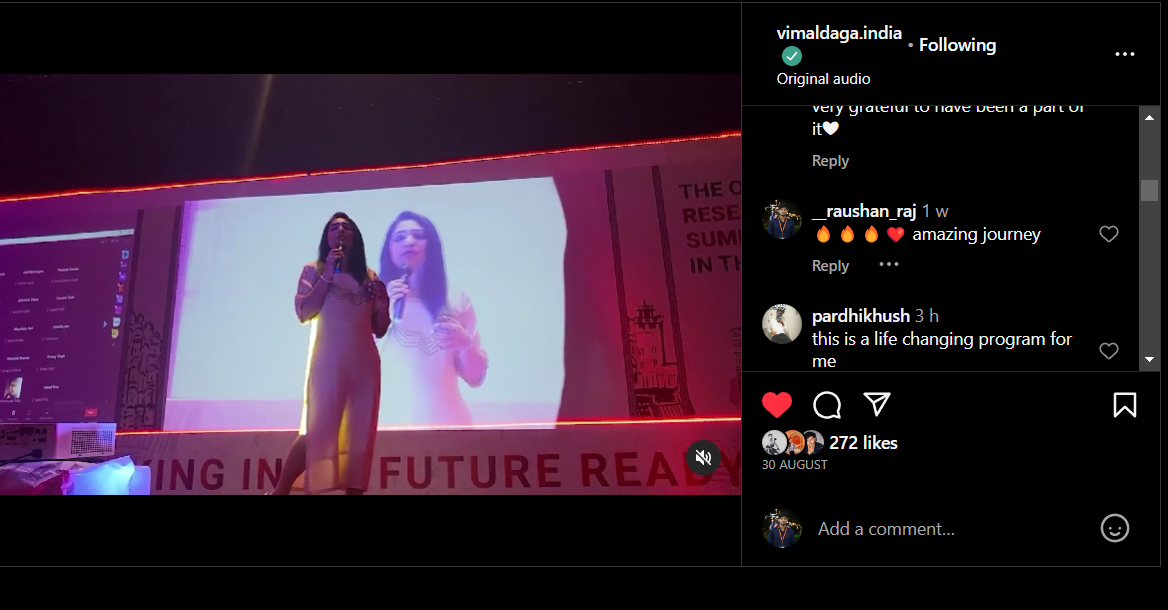 vimaldaga.india
• Following
Original audio
very grateful to have been a part of
it🤍
Reply
__raushan_raj 1 w
🔥🔥🔥❤️ amazing journey
Reply
pardhikhush 3 h
this is a life changing program for
me
272 likes
30 AUGUST
Add a comment...
THE O
RESE
SUM
IN TH
KING IN
FUTURE READY